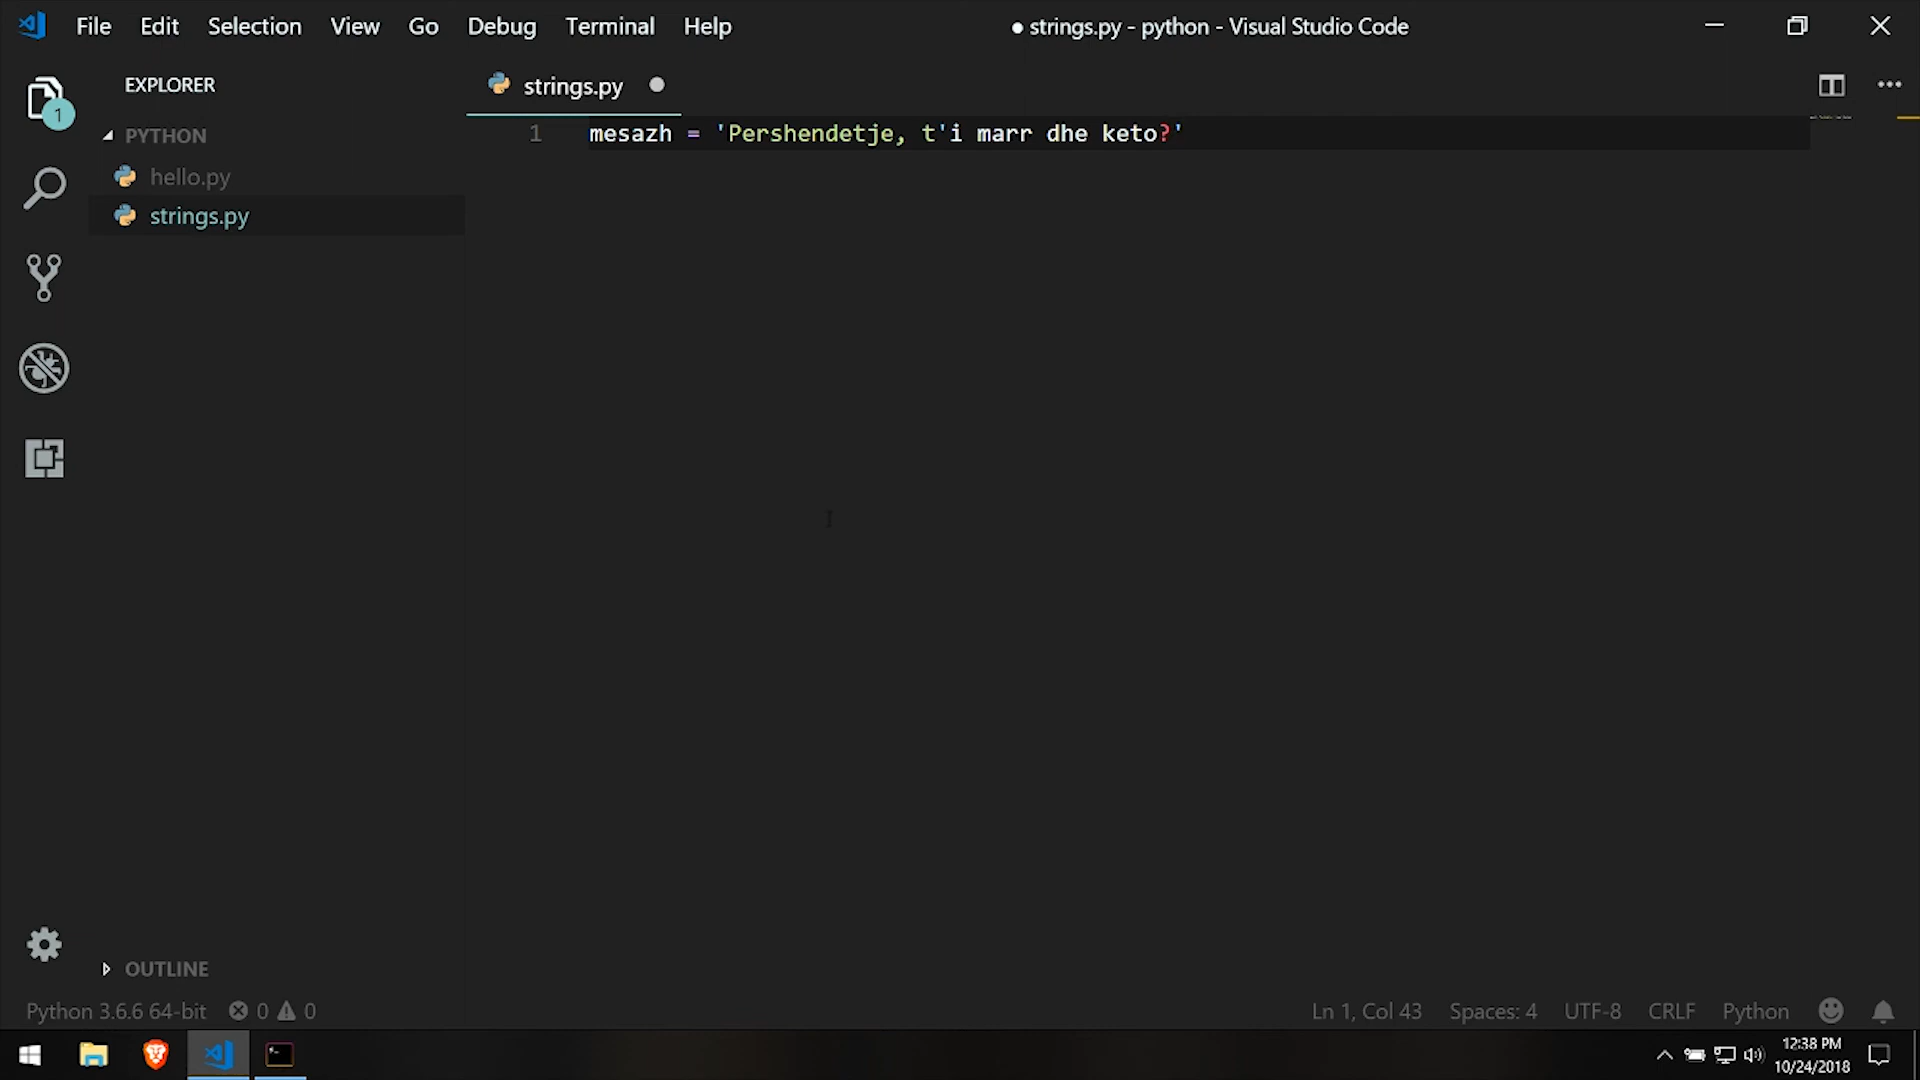 File Edit Selection View Go Debug Terminal Help
● strings.py - python - Visual Studio Code
EXPLORER
1
strings.py
PYTHON
hello.py
strings.py
1 mesazh = 'Pershendetje, t'i marr dhe keto?'
OUTLINE
Python 3.6.6 64-bit 0 0
Ln 1, Col 43 Spaces: 4 UTF-8 CRLF Python
12:38 PM
10/24/2018